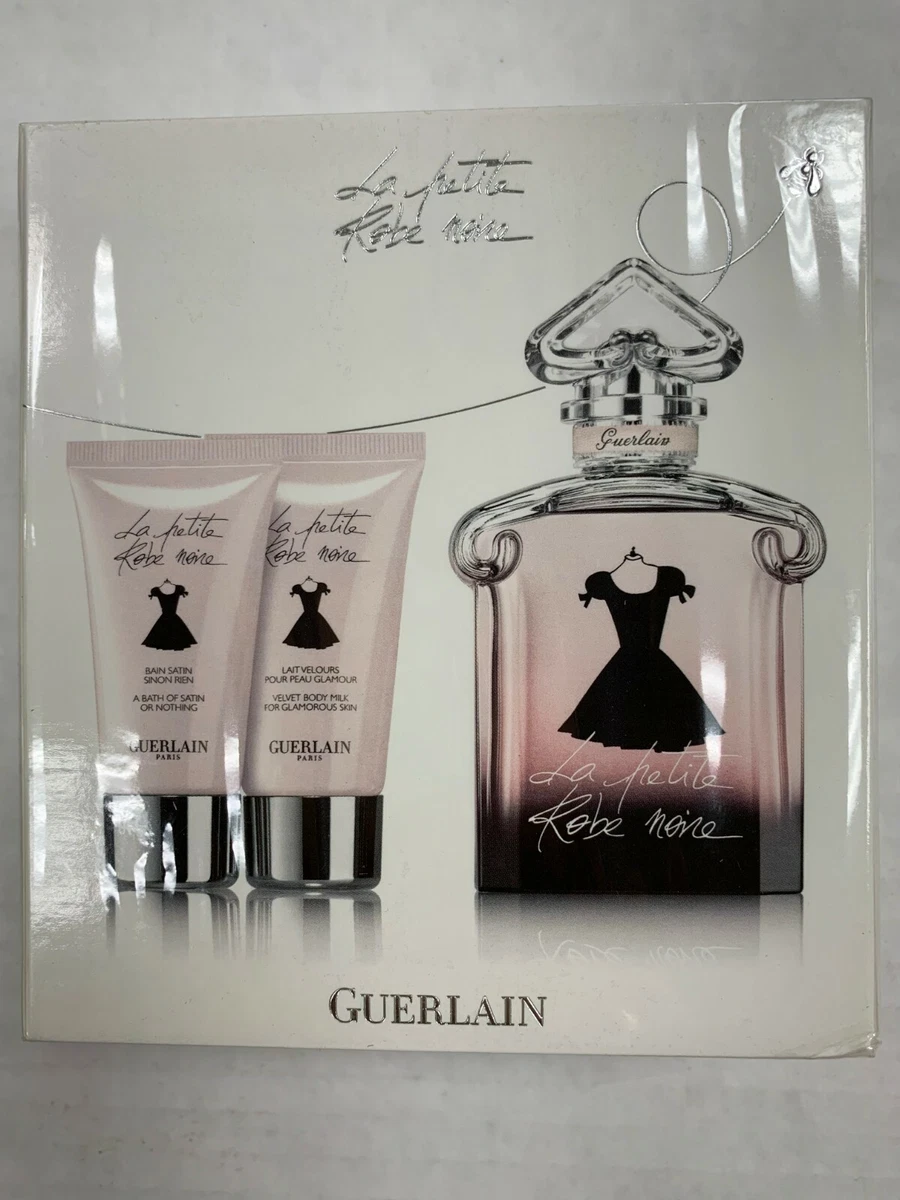 La petite
Robe noire
Guerlain
La petite
Robe noire
BAIN SATIN
SINON RIEN
A BATH OF SATIN
OR NOTHING
GUERLAIN
PARIS
La petite
Robe noire
LAIT VELOURS
POUR PEAU GLAMOUR
VELVET BODY MILK
FOR GLAMOROUS SKIN
GUERLAIN
PARIS
La petite
Robe noire
GUERLAIN